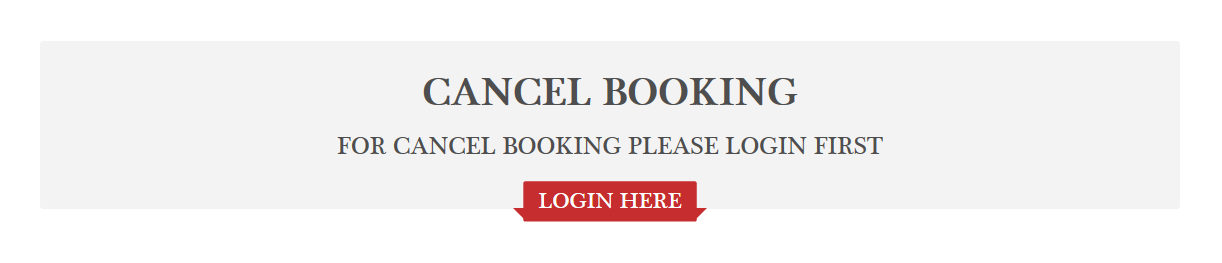 CANCEL BOOKING
FOR CANCEL BOOKING PLEASE LOGIN FIRST
LOGIN HERE